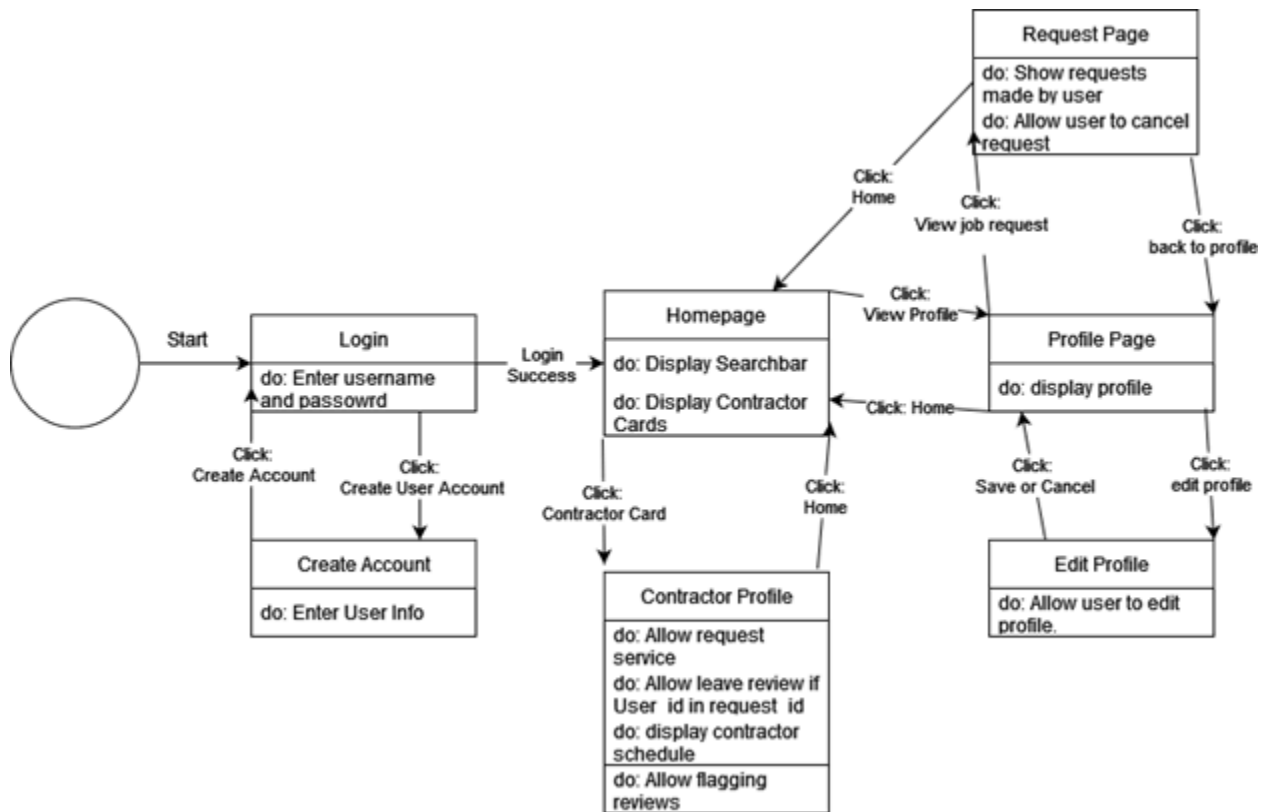 Request Page
do: Show requests
made by user
do: Allow user to cancel
request
Click:
Home
Click:
View job request
Click:
back to profile
Start
Login
do: Enter username
and passowrd
Login
Success
Homepage
do: Display Searchbar
do: Display Contractor
Cards
Click:
View Profile
Profile Page
do: display profile
Click: Home
Click:
Create Account
Click:
Create User Account
Click:
Contractor Card
Click:
Home
Click:
Save or Cancel
Click:
edit profile
Create Account
do: Enter User Info
Contractor Profile
do: Allow request
service
do: Allow leave review if
User_id in request_id
do: display contractor
schedule
do: Allow flagging
reviews
Edit Profile
do: Allow user to edit
profile.